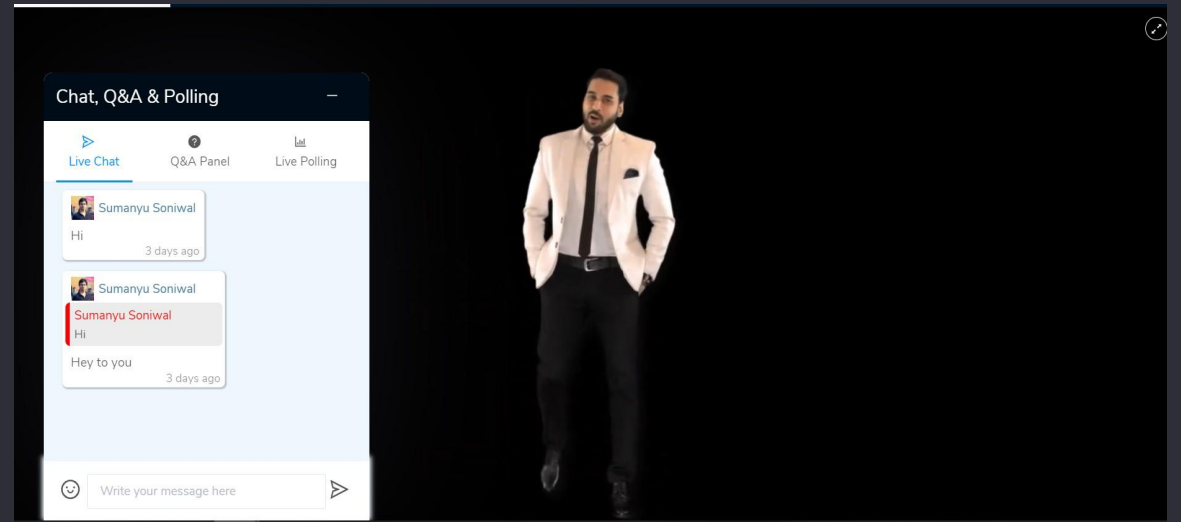 Chat, Q&A & Polling
Live Chat
Q&A Panel
Live Polling
Sumanyu Soniwal
Hi
3 days ago
Sumanyu Soniwal
Sumanyu Soniwal
Hi
Hey to you
3 days ago
Write your message here